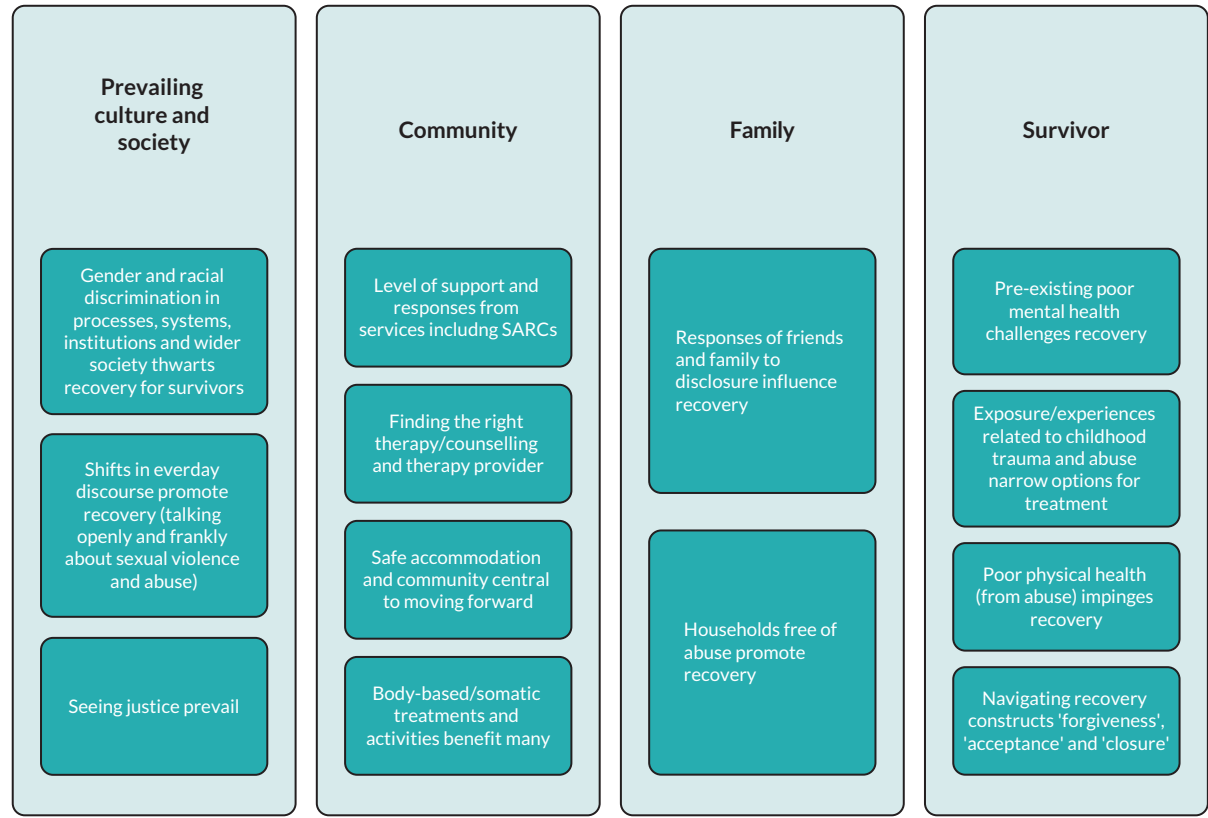 Prevailing
culture and
society
Gender and racial
discrimination in
processes, systems,
institutions and wider
society thwarts
recovery for survivors
Shifts in everday
discourse promote
recovery (talking
openly and frankly
about sexual violence
and abuse)
Seeing justice prevail
Community
Level of support and
responses from
services includng SARCs
Finding the right
therapy/counselling
and therapy provider
Safe accommodation
and community central
to moving forward
Body-based/somatic
treatments and
activities benefit many
Family
Responses of friends
and family to
disclosure influence
recovery
Households free of
abuse promote
recovery
Survivor
Pre-existing poor
mental health
challenges recovery
Exposure/experiences
related to childhood
trauma and abuse
narrow options for
treatment
Poor physical health
(from abuse) impinges
recovery
Navigating recovery
constructs 'forgiveness',
'acceptance' and 'closure'